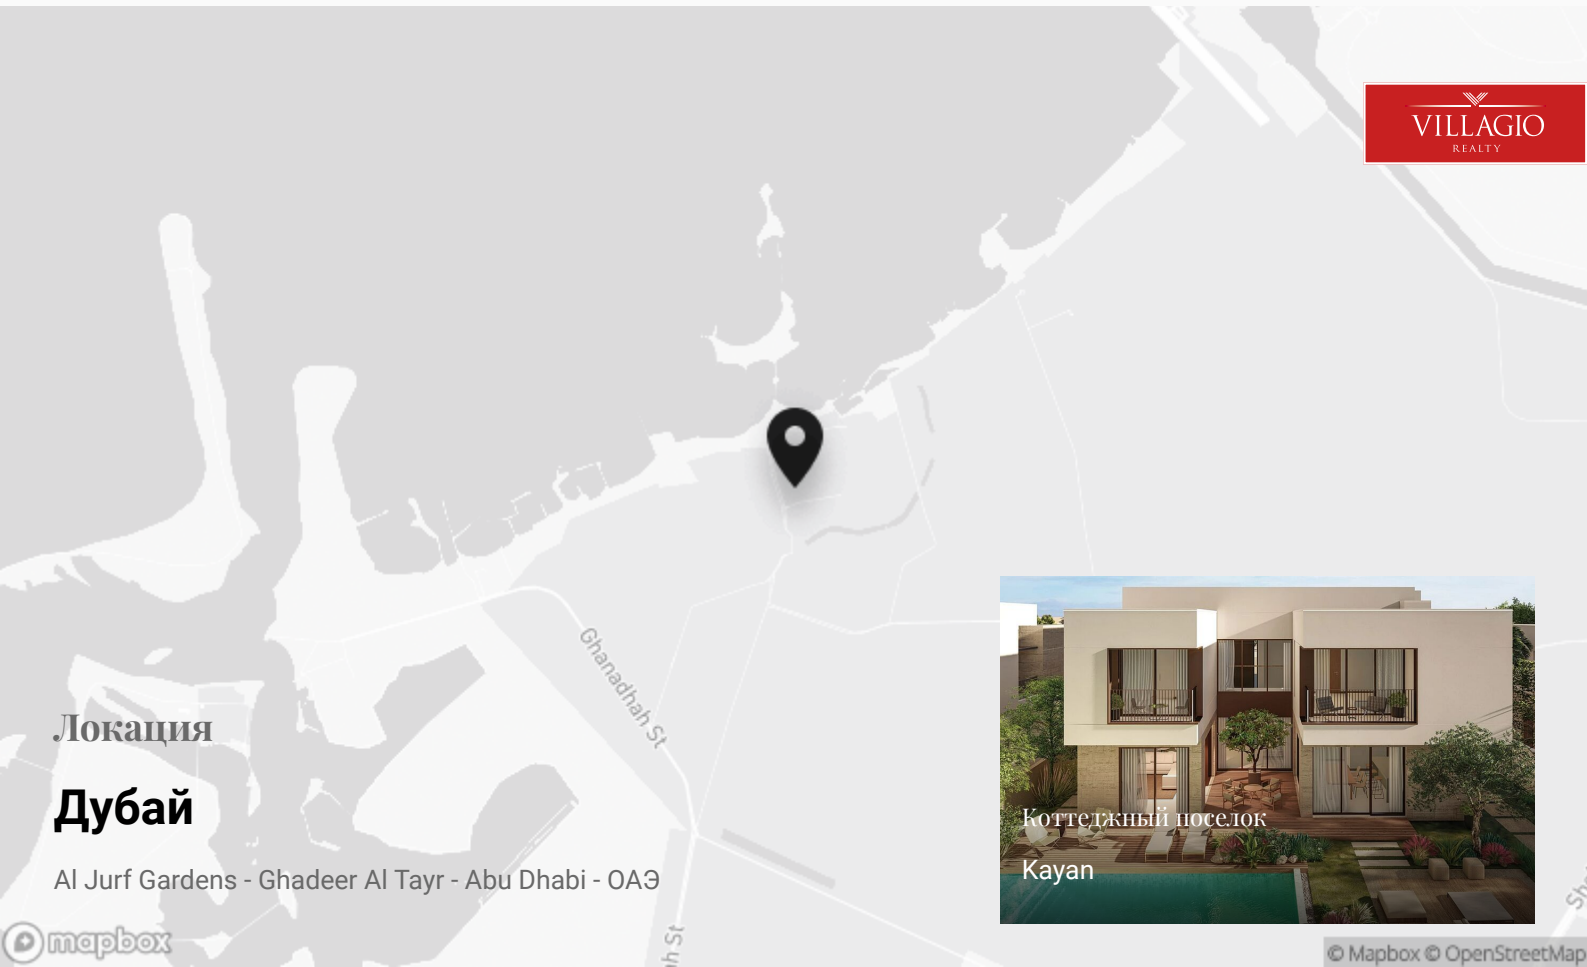 VILLAGIO
REALTY
Ghanadhah St
Локация
Дубай
Al Jurf Gardens - Ghadeer Al Tayr - Abu Dhabi - ОАЭ
Коттеджный поселок
Kayan
mapbox
© Mapbox © OpenStreetMap